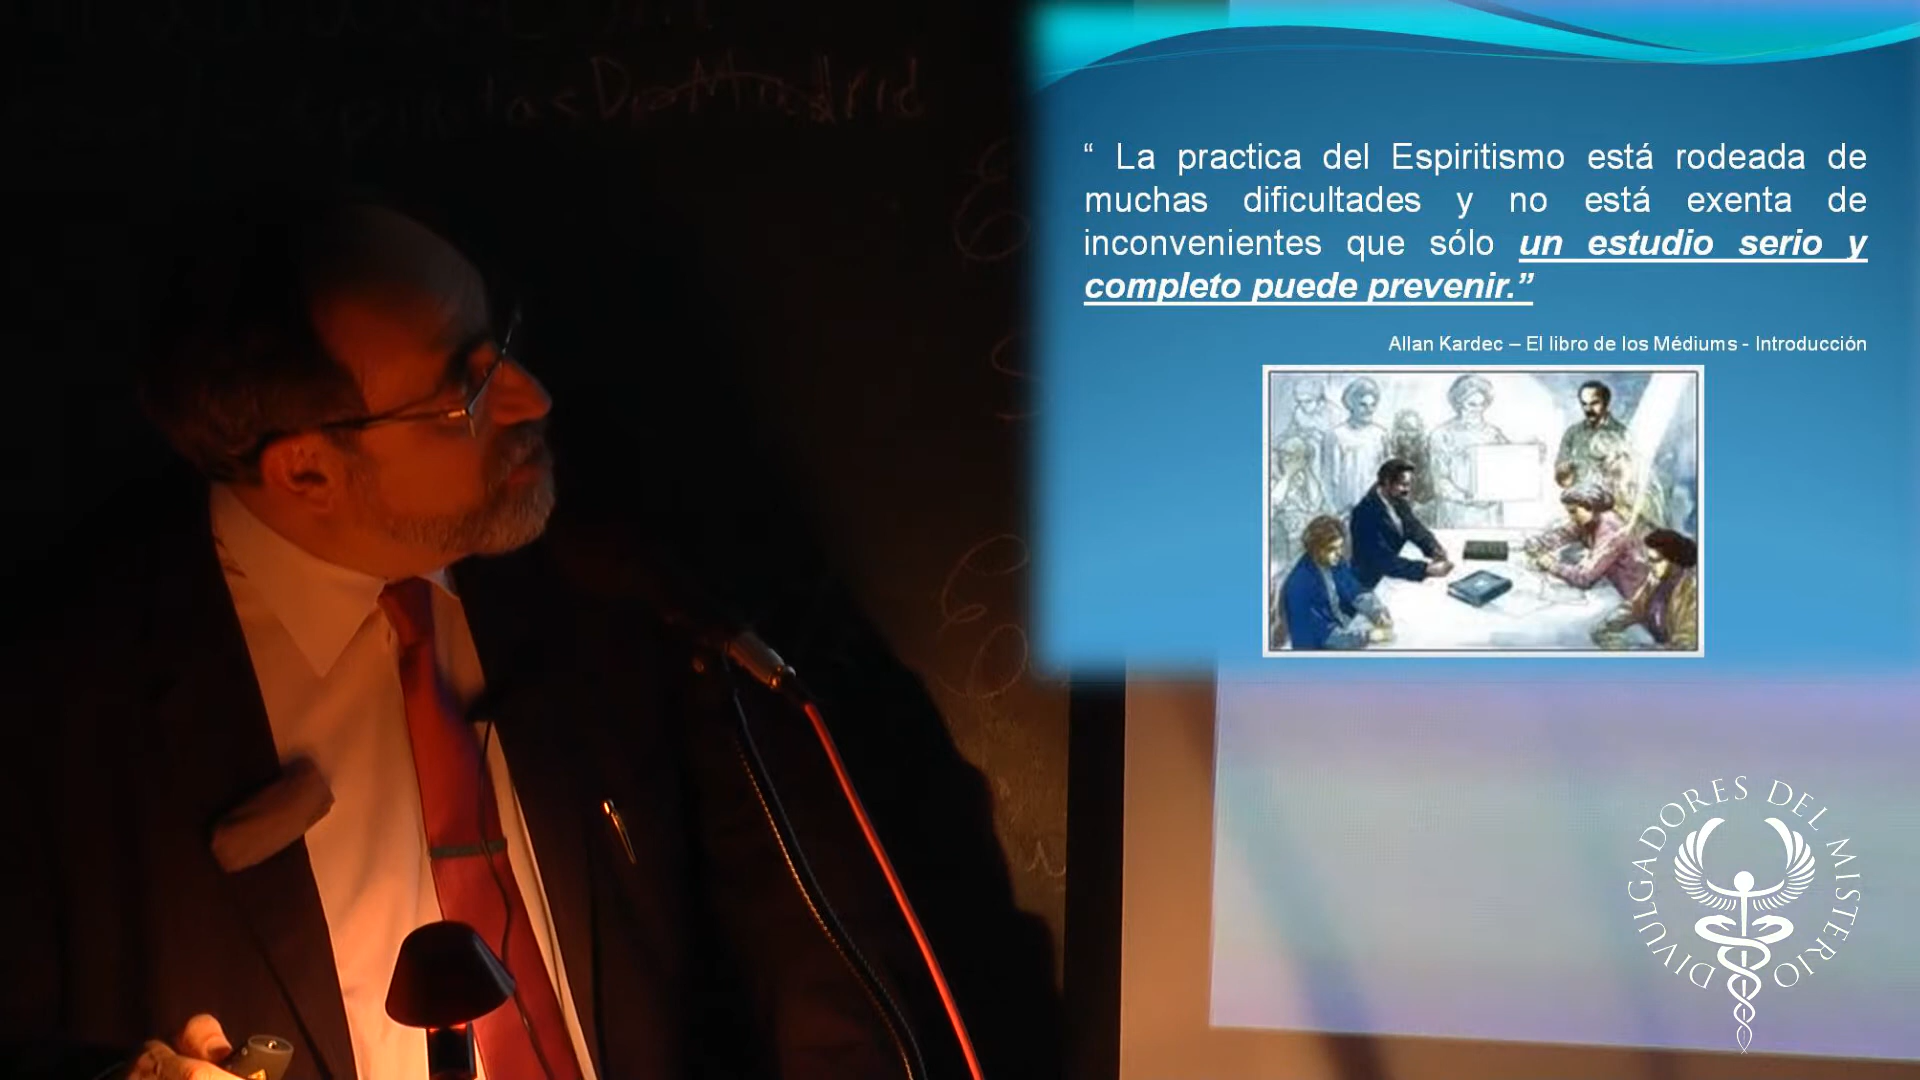 “ La practica del Espiritismo está rodeada de
muchas dificultades y no está exenta de
inconvenientes que sólo un estudio serio y
completo puede prevenir.”
Allan Kardec – El libro de los Médiums - Introducción
DIVULGADORES DEL MISTERIO